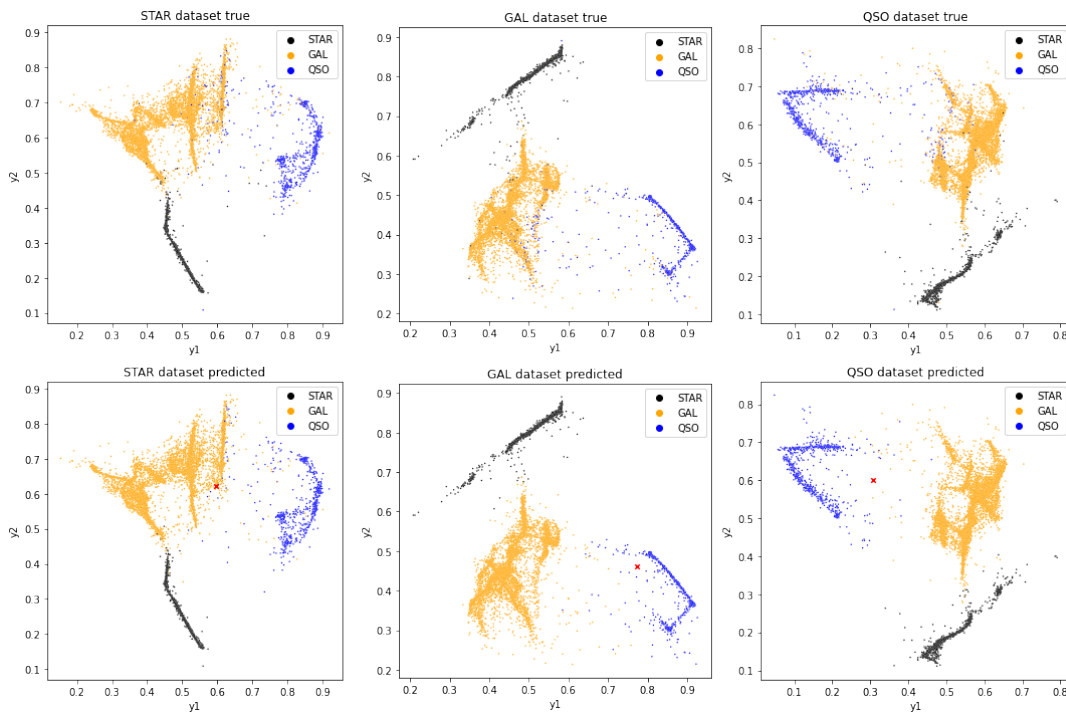 STAR dataset true
GAL dataset true
QSO dataset true
STAR
GAL
QSO
STAR
GAL
QSO
STAR
GAL
QSO
y2
0.9
0.8
0.7
0.6
0.5
0.4
0.3
0.2
0.1
0.1 0.2 0.3 0.4 0.5 0.6 0.7 0.8 0.9
y1
y2
0.9
0.8
0.7
0.6
0.5
0.4
0.3
0.2
0.2 0.3 0.4 0.5 0.6 0.7 0.8 0.9
y1
y2
0.8
0.7
0.6
0.5
0.4
0.3
0.2
0.1
0.1 0.2 0.3 0.4 0.5 0.6 0.7 0.8
y1
STAR dataset predicted
GAL dataset predicted
QSO dataset predicted
STAR
GAL
QSO
STAR
GAL
QSO
STAR
GAL
QSO
y2
0.9
0.8
0.7
0.6
0.5
0.4
0.3
0.2
0.1
0.1 0.2 0.3 0.4 0.5 0.6 0.7 0.8 0.9
y1
y2
0.9
0.8
0.7
0.6
0.5
0.4
0.3
0.2
0.2 0.3 0.4 0.5 0.6 0.7 0.8 0.9
y1
y2
0.8
0.7
0.6
0.5
0.4
0.3
0.2
0.1
0.1 0.2 0.3 0.4 0.5 0.6 0.7 0.8
y1